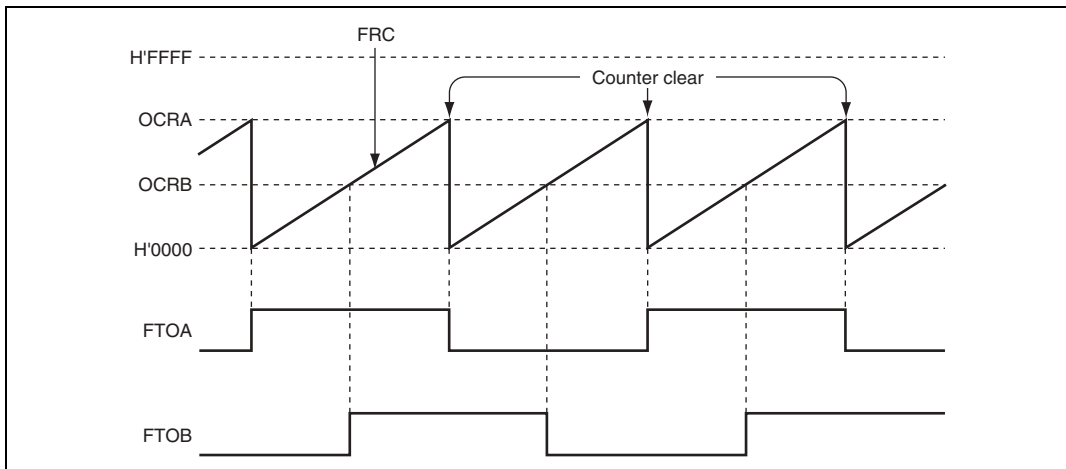 FRC
H'FFFF
Counter clear
OCRA
OCRB
H'0000
FTOA
FTOB